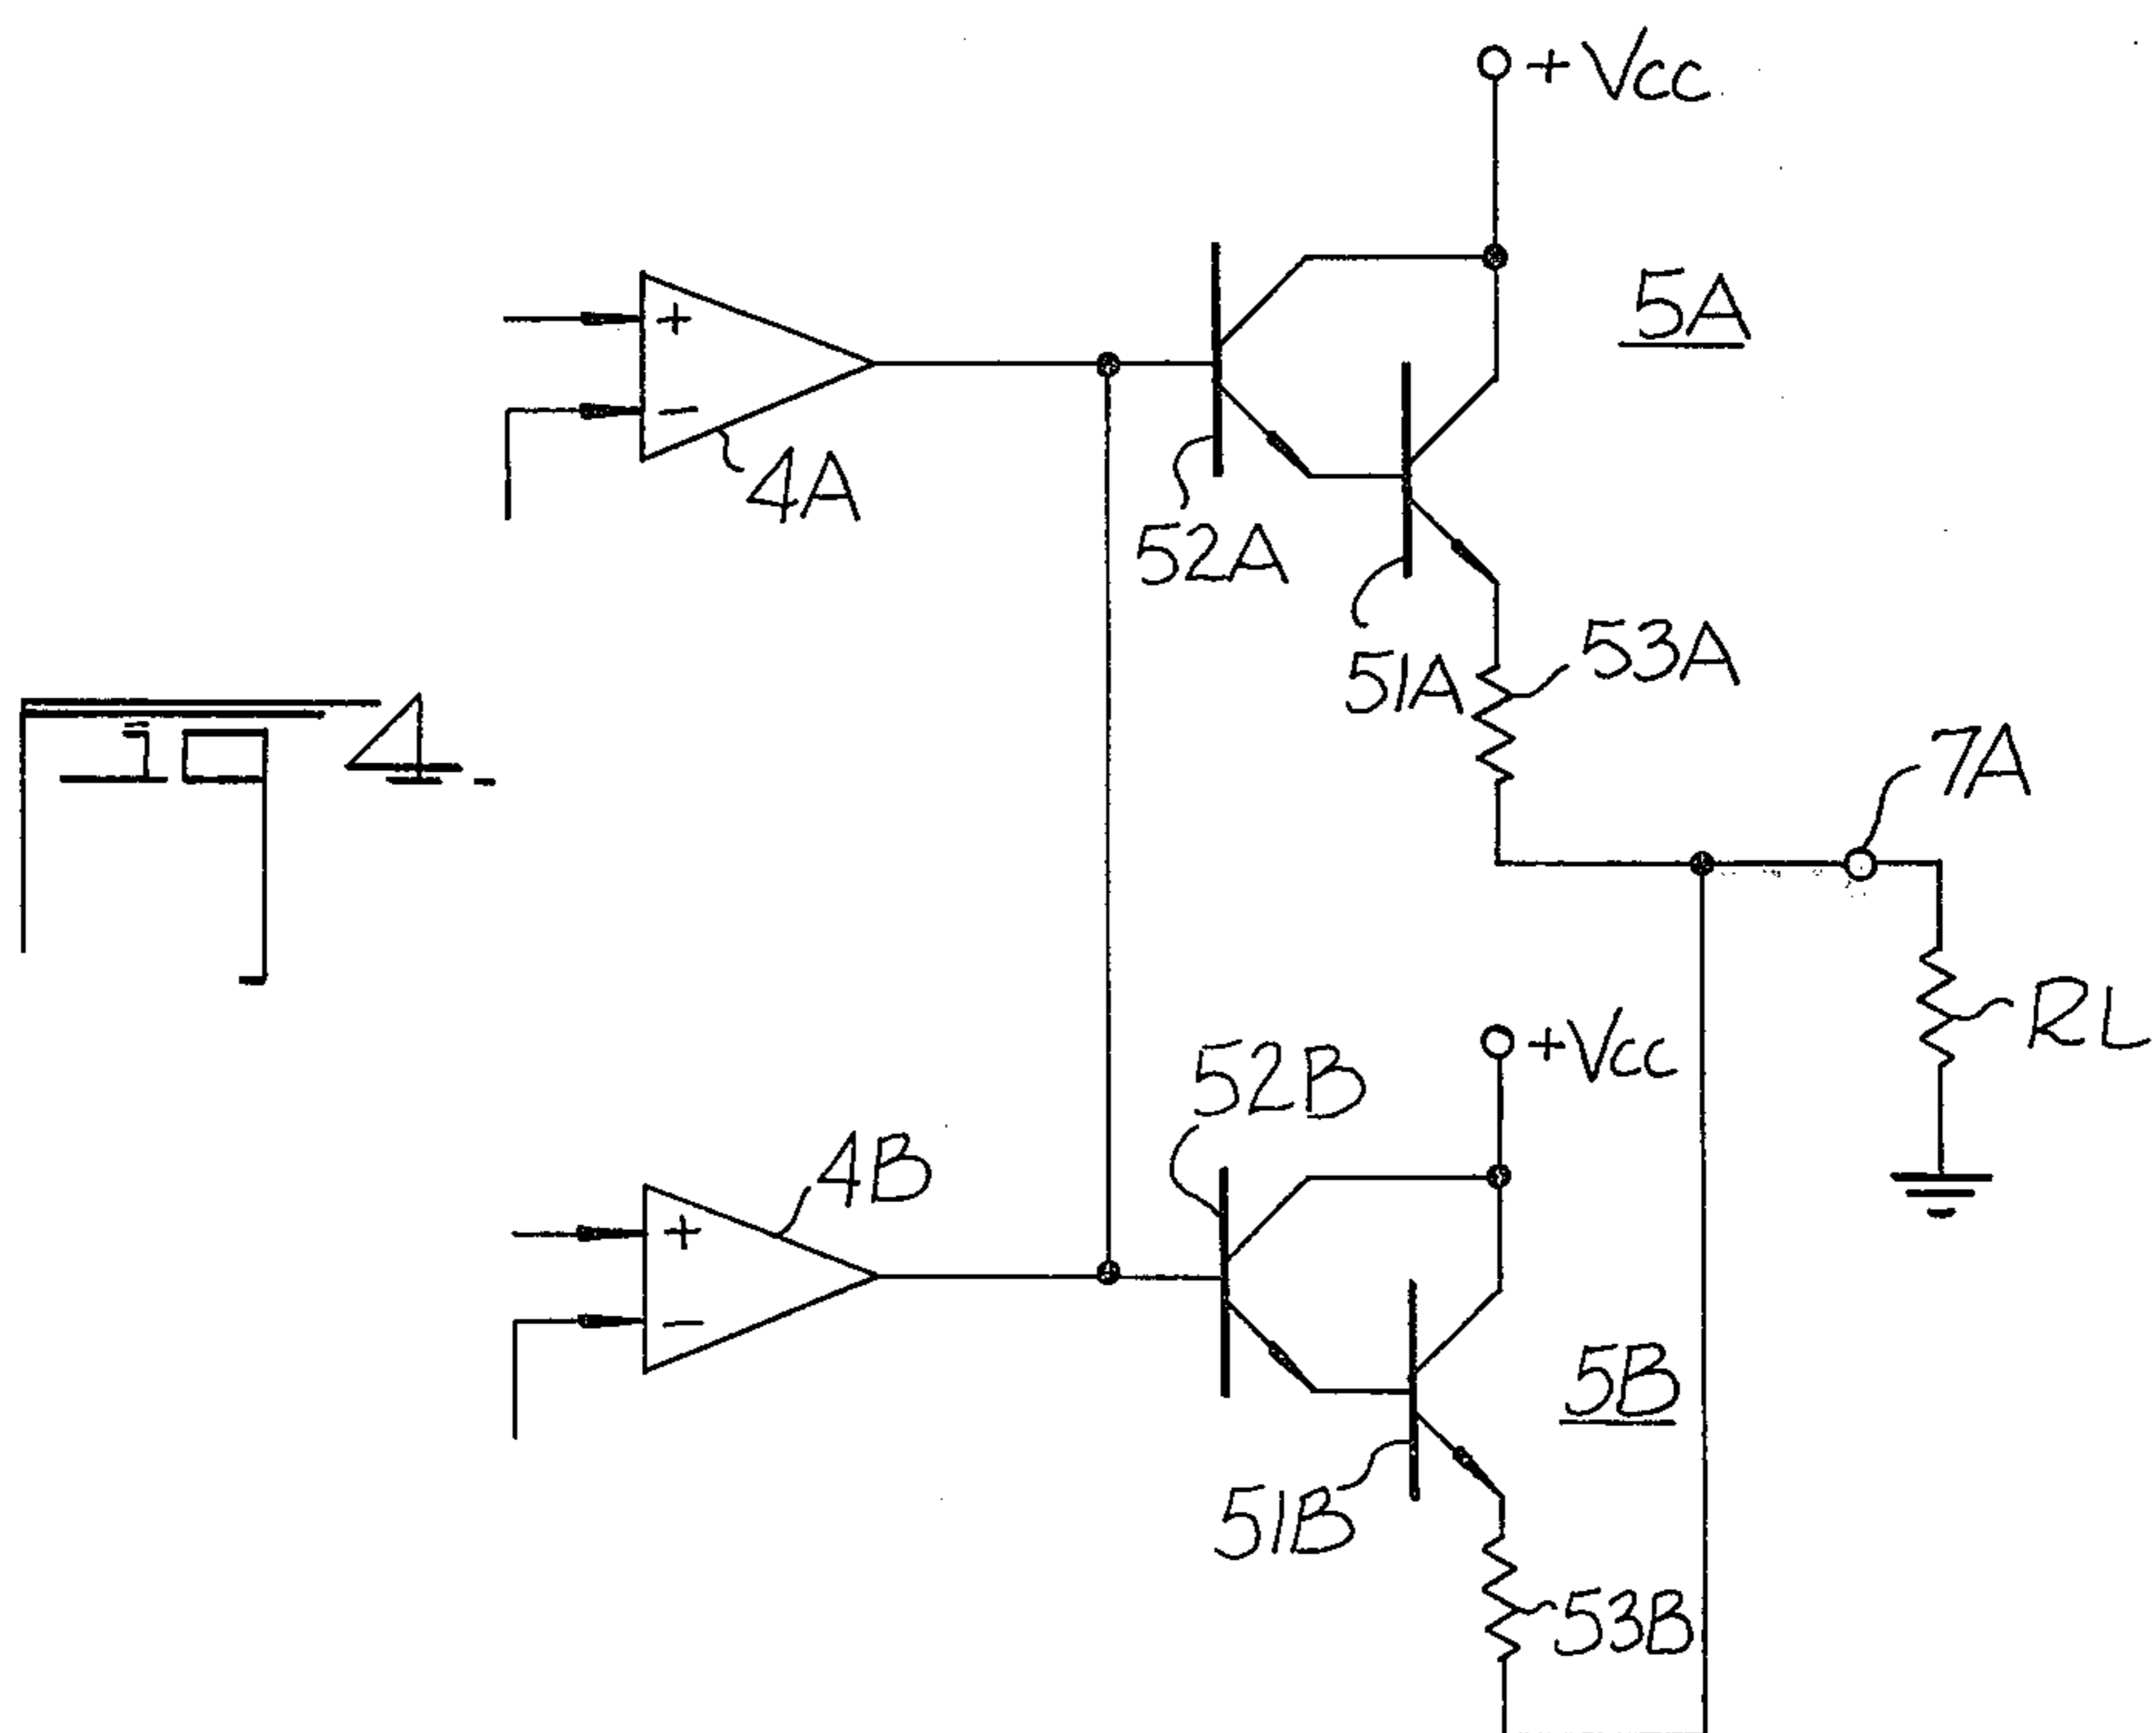 +Vcc
5A
+
-
4A
52A
51A
53A
Fig 4.
7A
RL
+Vcc
52B
4B
+
-
5B
51B
53B